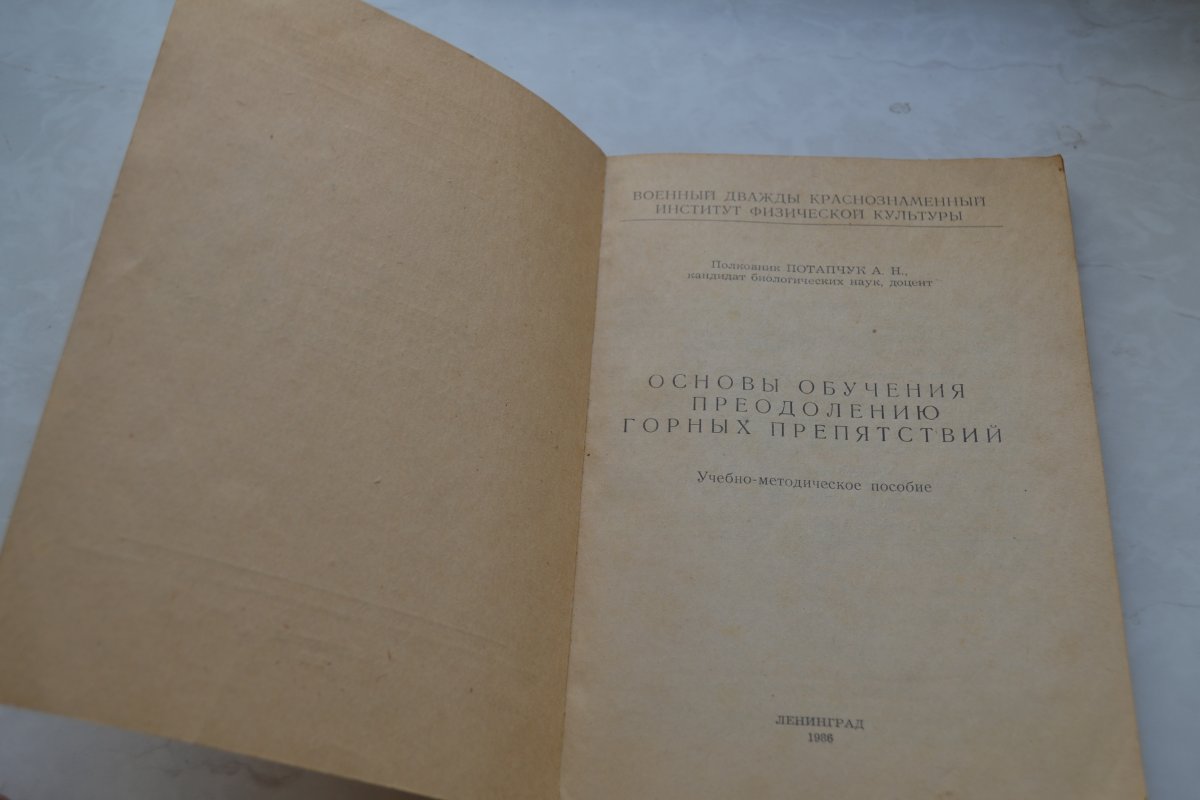 ВОЕННЫЙ ДВАЖДЫ КРАСНОЗНАМЕННЫЙ
ИНСТИТУТ ФИЗИЧЕСКОЙ КУЛЬТУРЫ
Полковник ПОТАПЧУК А. Н.,
кандидат биологических наук, доцент
ОСНОВЫ ОБУЧЕНИЯ
ПРЕОДОЛЕНИЮ
ГОРНЫХ ПРЕПЯТСТВИЙ
Учебно-методическое пособие
ЛЕНИНГРАД
1986